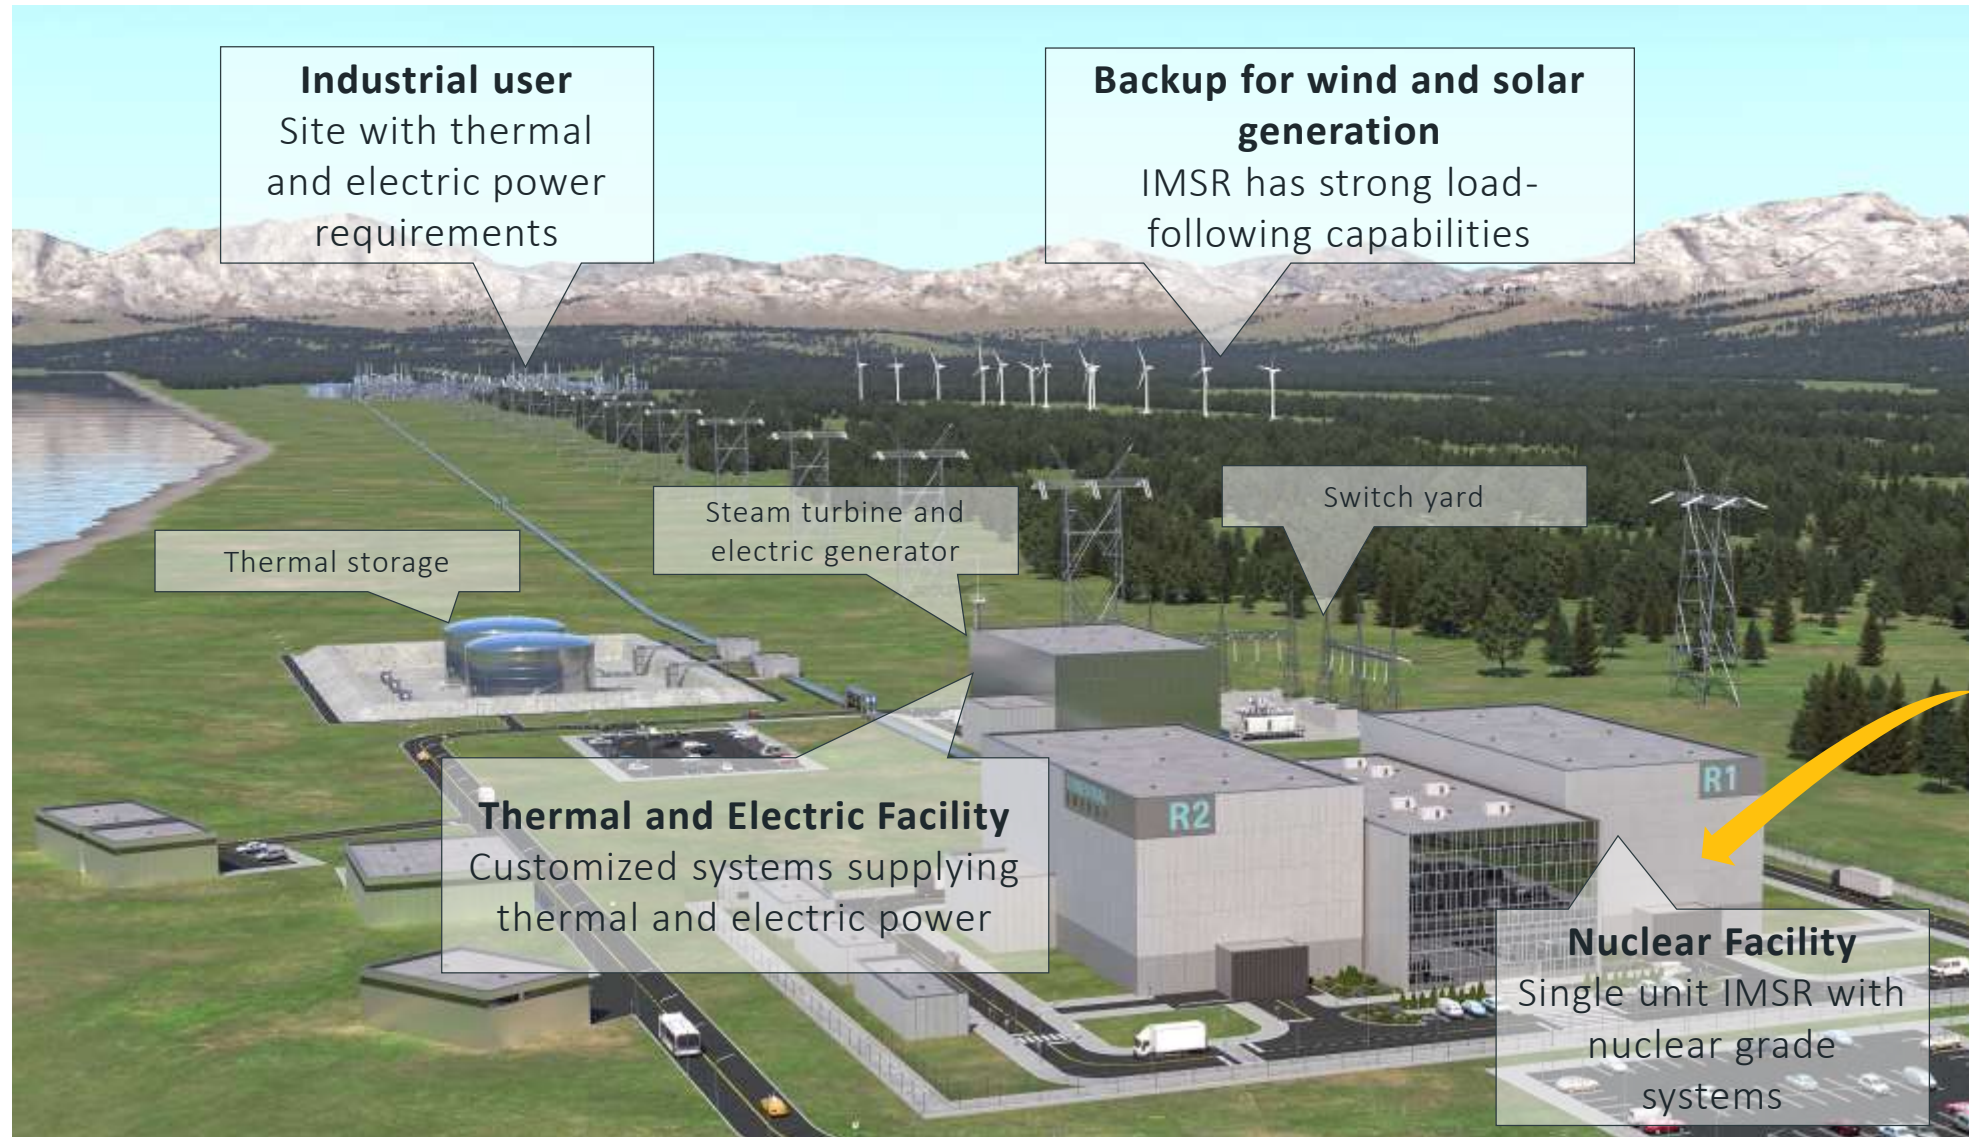 Industrial user
Site with thermal
and electric power
requirements
Backup for wind and solar
generation
IMSR has strong load-
following capabilities
Thermal storage
Steam turbine and
electric generator
Switch yard
Thermal and Electric Facility
Customized systems supplying
thermal and electric power
R2
R1
Nuclear Facility
Single unit IMSR with
nuclear grade
systems